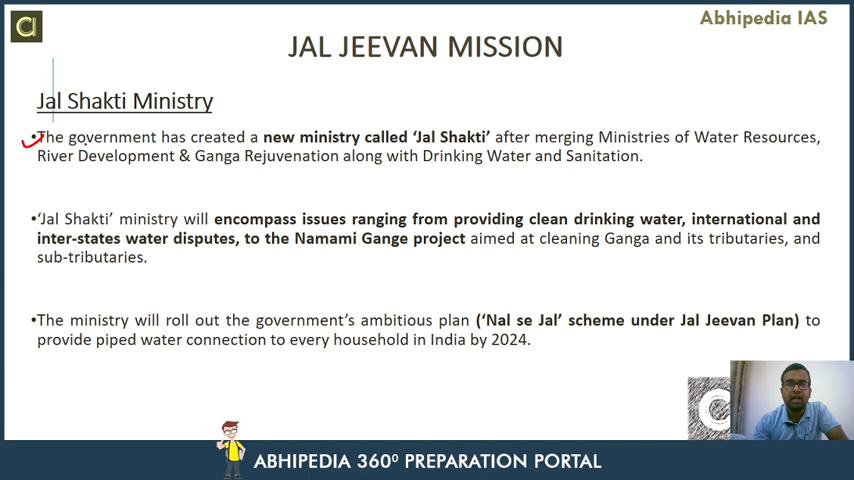 Abhipedia IAS
JAL JEEVAN MISSION
Jal Shakti Ministry
•The government has created a new ministry called ‘Jal Shakti’ after merging Ministries of Water Resources,
River Development & Ganga Rejuvenation along with Drinking Water and Sanitation.
•‘Jal Shakti’ ministry will encompass issues ranging from providing clean drinking water, international and
inter-states water disputes, to the Namami Gange project aimed at cleaning Ganga and its tributaries, and
sub-tributaries.
•The ministry will roll out the government’s ambitious plan (‘Nal se Jal’ scheme under Jal Jeevan Plan) to
provide piped water connection to every household in India by 2024.
ABHIPEDIA 360⁰ PREPARATION PORTAL